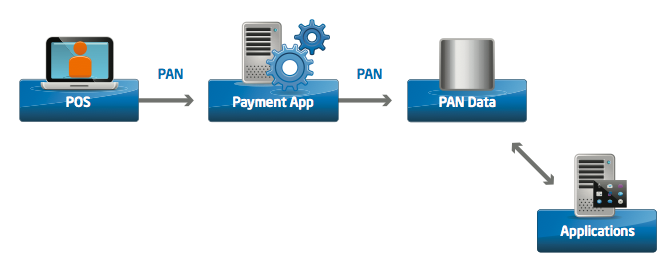 PAN
PAN
POS
Payment App
PAN Data
Applications